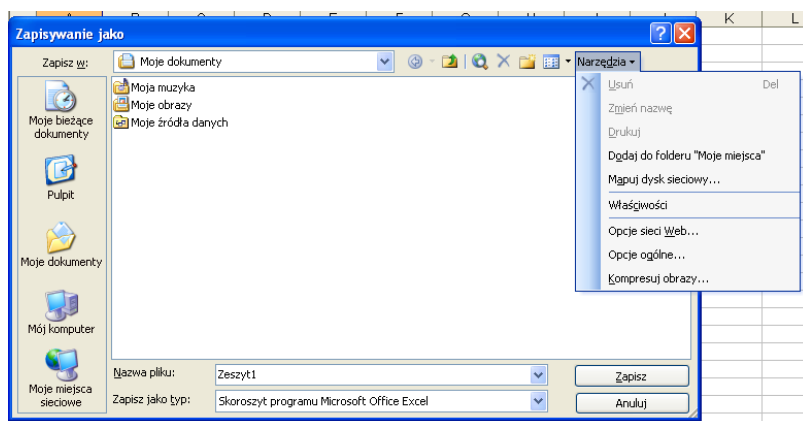 K L
Zapisywanie jako
Zapisz w: Moje dokumenty Narzędzia
Moje bieżące
dokumenty
Pulpit
Moje dokumenty
Mój komputer
Moje miejsca
sieciowe
Moja muzyka
Moje obrazy
Moje źródła danych
Usuń Del
Zmień nazwę
Drukuj
Dodaj do folderu "Moje miejsca"
Mapuj dysk sieciowy...
Właściwości
Opcje sieci Web...
Opcje ogólne...
Kompresuj obrazy...
Nazwa pliku: Zeszyt1 Zapisz
Zapisz jako typ: Skoroszyt programu Microsoft Office Excel Anuluj